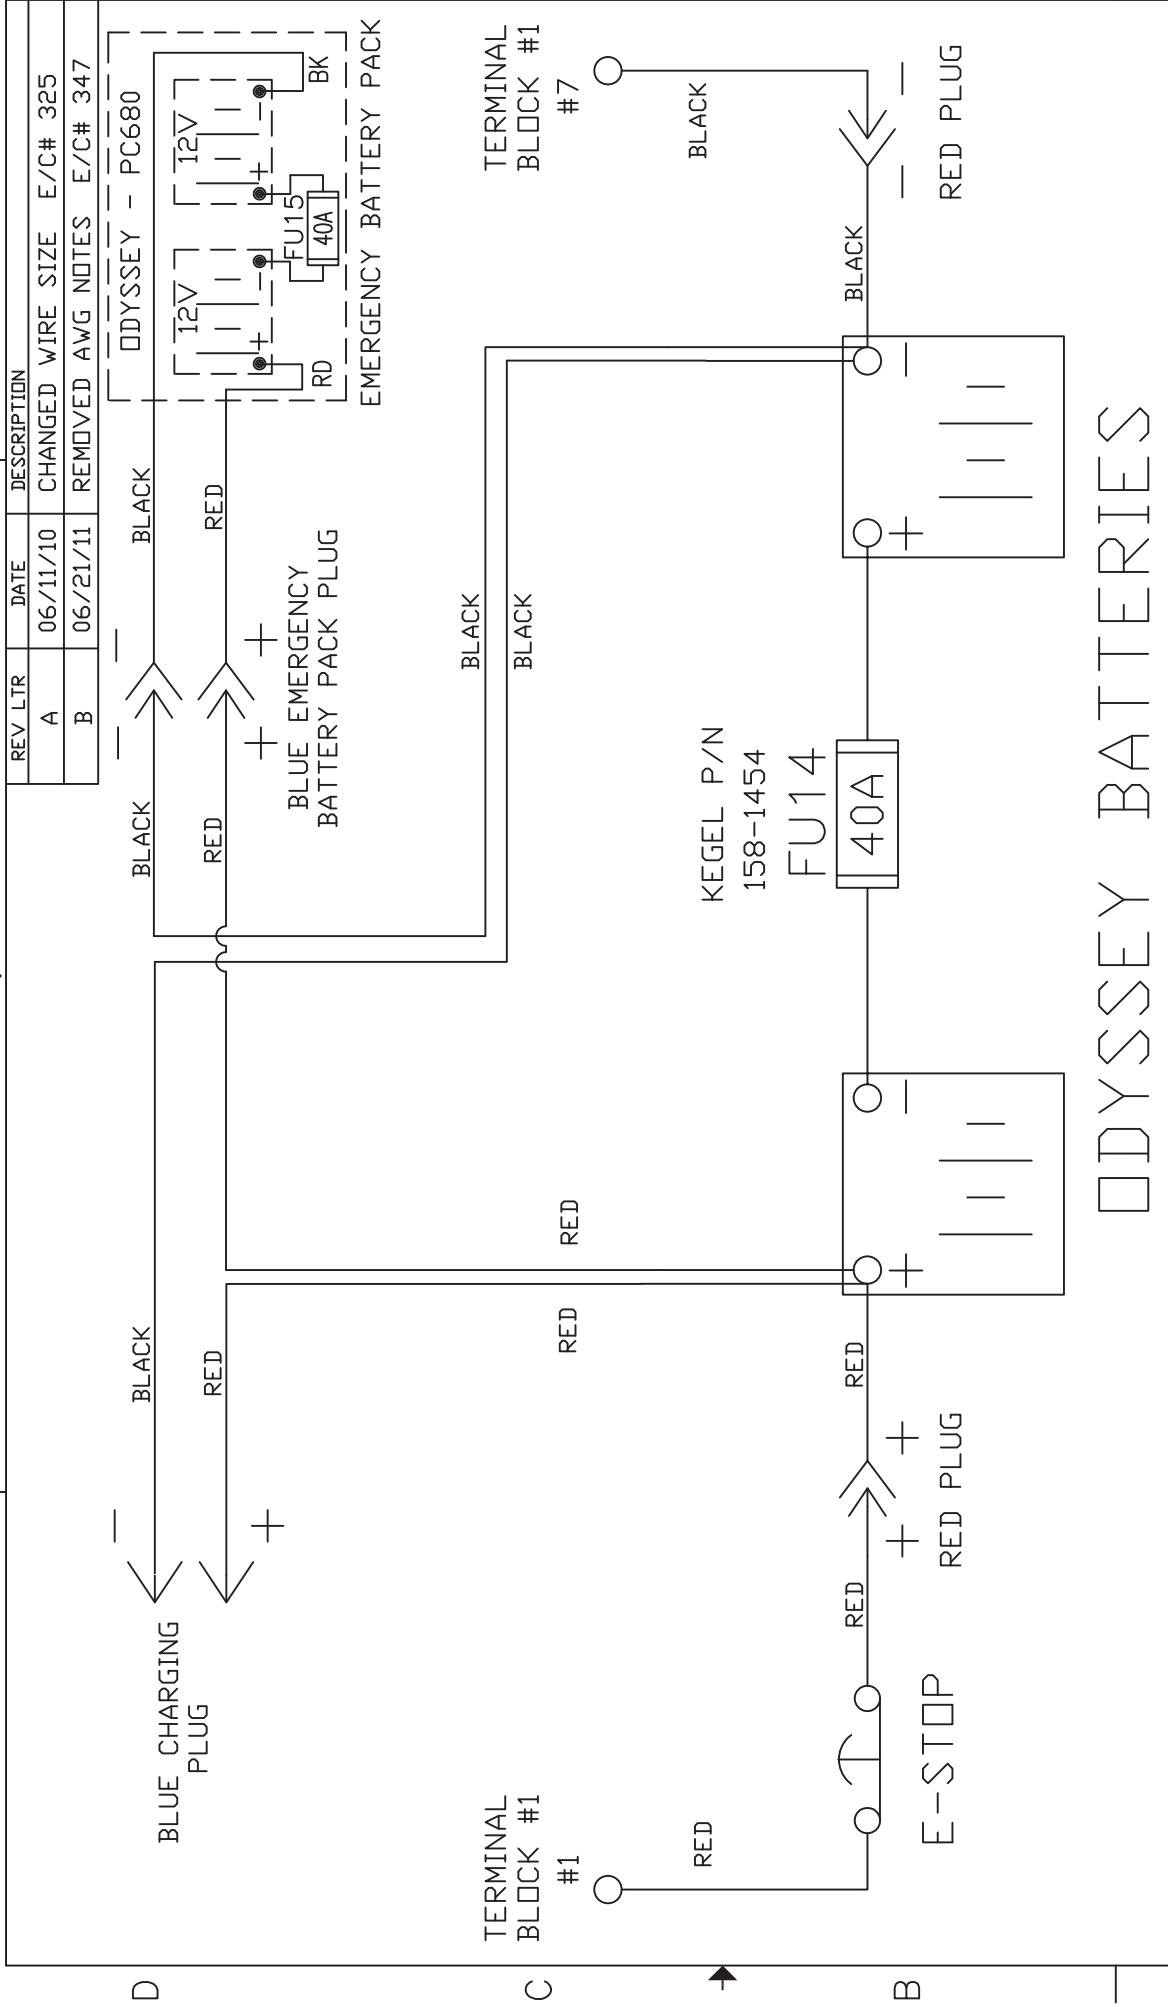 REV LTR DATE DESCRIPTION
A 06/11/10 CHANGED WIRE SIZE E/C# 325
B 06/21/11 REMOVED AWG NOTES E/C# 347
ODYSSEY - PC680
12V 12V
+ - + -
FU15
40A
RD BK
EMERGENCY BATTERY PACK
BLACK BLACK BLACK
RED RED RED
- - -
+ + +
BLUE CHARGING
PLUG
BLUE EMERGENCY
BATTERY PACK PLUG
BLACK
BLACK
RED
RED
TERMINAL
BLOCK #1
#1
RED
TERMINAL
BLOCK #1
#7
BLACK
KEGEL P/N
158-1454
FU14
40A
RED RED BLACK
E-STOP
+ + + - + - - -
RED PLUG RED PLUG
ODYSSEY BATTERIES
D
C
B